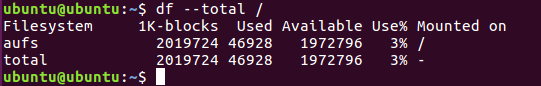 ubuntu@ubuntu:~$ df --total /
Filesystem     1K-blocks  Used Available Use% Mounted on
aufs             2019724 46928   1972796   3% /
total            2019724 46928   1972796   3% -
ubuntu@ubuntu:~$